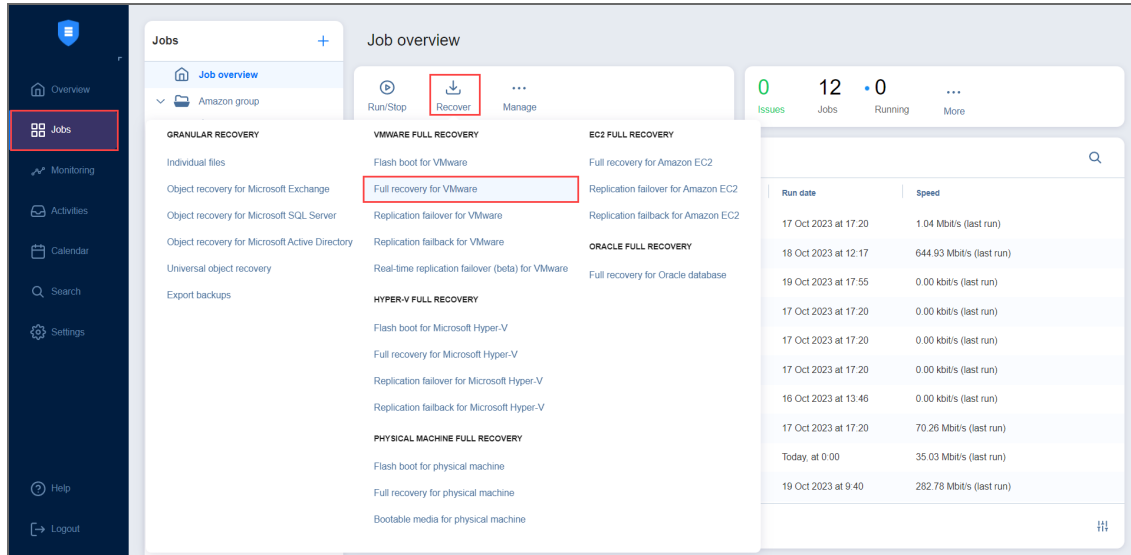 Overview
Jobs
Monitoring
Activities
Calendar
Search
Settings
Help
Logout
Jobs +
Job overview
Amazon group
Job overview
Run/Stop Recover Manage
0 12 0
Issues Jobs Running More
GRANULAR RECOVERY
Individual files
Object recovery for Microsoft Exchange
Object recovery for Microsoft SQL Server
Object recovery for Microsoft Active Directory
Universal object recovery
Export backups
VMWARE FULL RECOVERY
Flash boot for VMware
Full recovery for VMware
Replication failover for VMware
Replication failback for VMware
Real-time replication failover (beta) for VMware
HYPER-V FULL RECOVERY
Flash boot for Microsoft Hyper-V
Full recovery for Microsoft Hyper-V
Replication failover for Microsoft Hyper-V
Replication failback for Microsoft Hyper-V
PHYSICAL MACHINE FULL RECOVERY
Flash boot for physical machine
Full recovery for physical machine
Bootable media for physical machine
EC2 FULL RECOVERY
Full recovery for Amazon EC2
Replication failover for Amazon EC2
Replication failback for Amazon EC2
ORACLE FULL RECOVERY
Full recovery for Oracle database
Run date Speed
17 Oct 2023 at 17:20 1.04 Mbit/s (last run)
18 Oct 2023 at 12:17 644.93 Mbit/s (last run)
19 Oct 2023 at 17:55 0.00 kbit/s (last run)
17 Oct 2023 at 17:20 0.00 kbit/s (last run)
17 Oct 2023 at 17:20 0.00 kbit/s (last run)
17 Oct 2023 at 17:20 0.00 kbit/s (last run)
16 Oct 2023 at 13:46 0.00 kbit/s (last run)
17 Oct 2023 at 17:20 70.26 Mbit/s (last run)
Today, at 0:00 35.03 Mbit/s (last run)
19 Oct 2023 at 9:40 282.78 Mbit/s (last run)